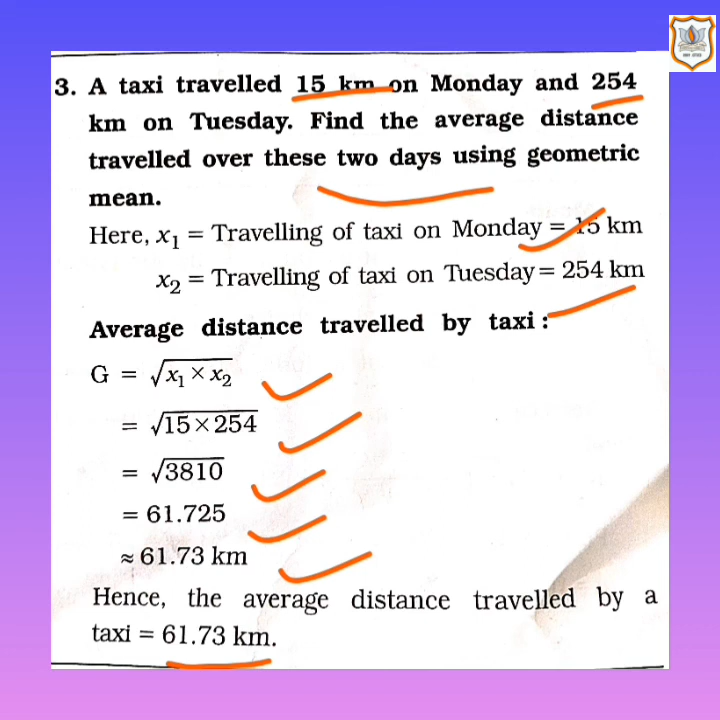 3. A taxi travelled 15 km on Monday and 254
km on Tuesday. Find the average distance
travelled over these two days using geometric
mean.
Here, x₁ = Travelling of taxi on Monday = 15 km
x₂ = Travelling of taxi on Tuesday = 254 km
Average distance travelled by taxi :
G = √x₁ × x₂
= √15 × 254
= √3810
= 61.725
≈ 61.73 km
Hence, the average distance travelled by a
taxi = 61.73 km.